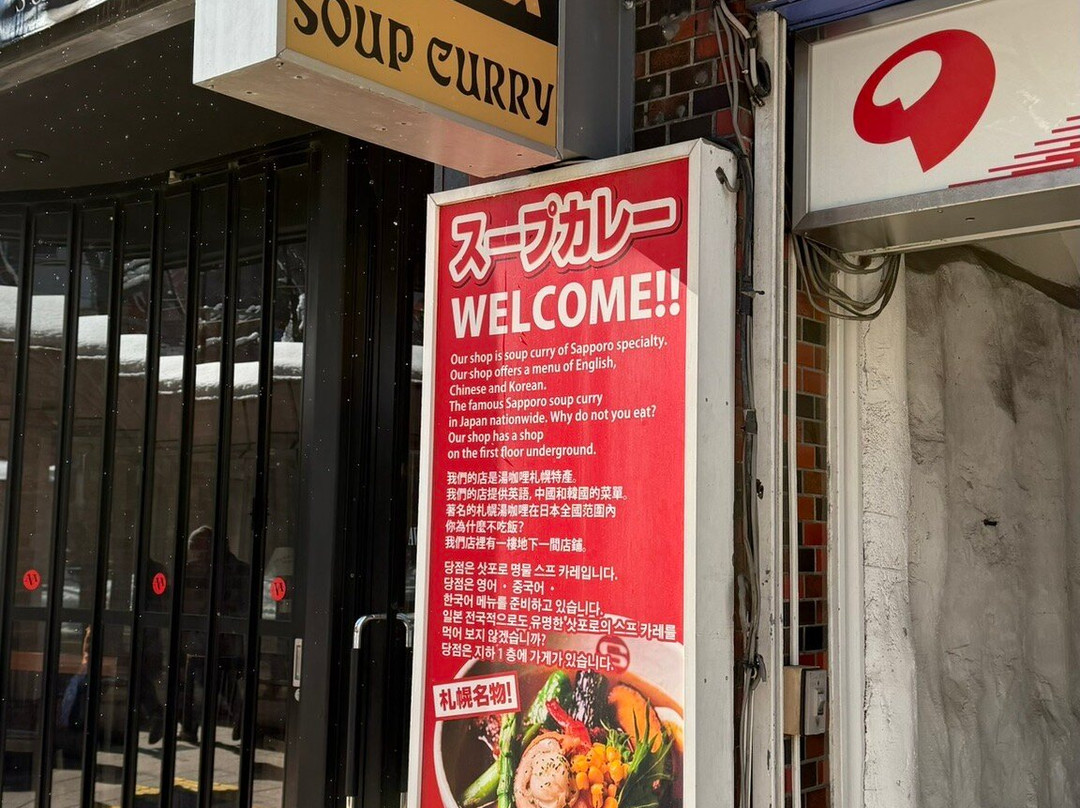 SOUP CURRY
スープカレー
WELCOME!!
Our shop is soup curry of Sapporo specialty.
Our shop offers a menu of English,
Chinese and Korean.
The famous Sapporo soup curry
in Japan nationwide. Why do not you eat?
Our shop has a shop
on the first floor underground.
我們的店是湯咖哩札幌特產。
我們的店提供英語, 中國和韓國的菜單。
著名的札幌湯咖哩在日本全國范圍內
你為什麼不吃飯?
我們店裡有一樓地下一間店鋪。
당점은 삿포로 명물 스프 카레입니다.
당점은 영어 · 중국어 ·
한국어 메뉴를 준비하고 있습니다.
일본 전국적으로도 유명한 삿포로의 스프 카레를
먹어 보지 않겠습니까?
당점은 지하 1 층에 가게가 있습니다.
札幌名物!